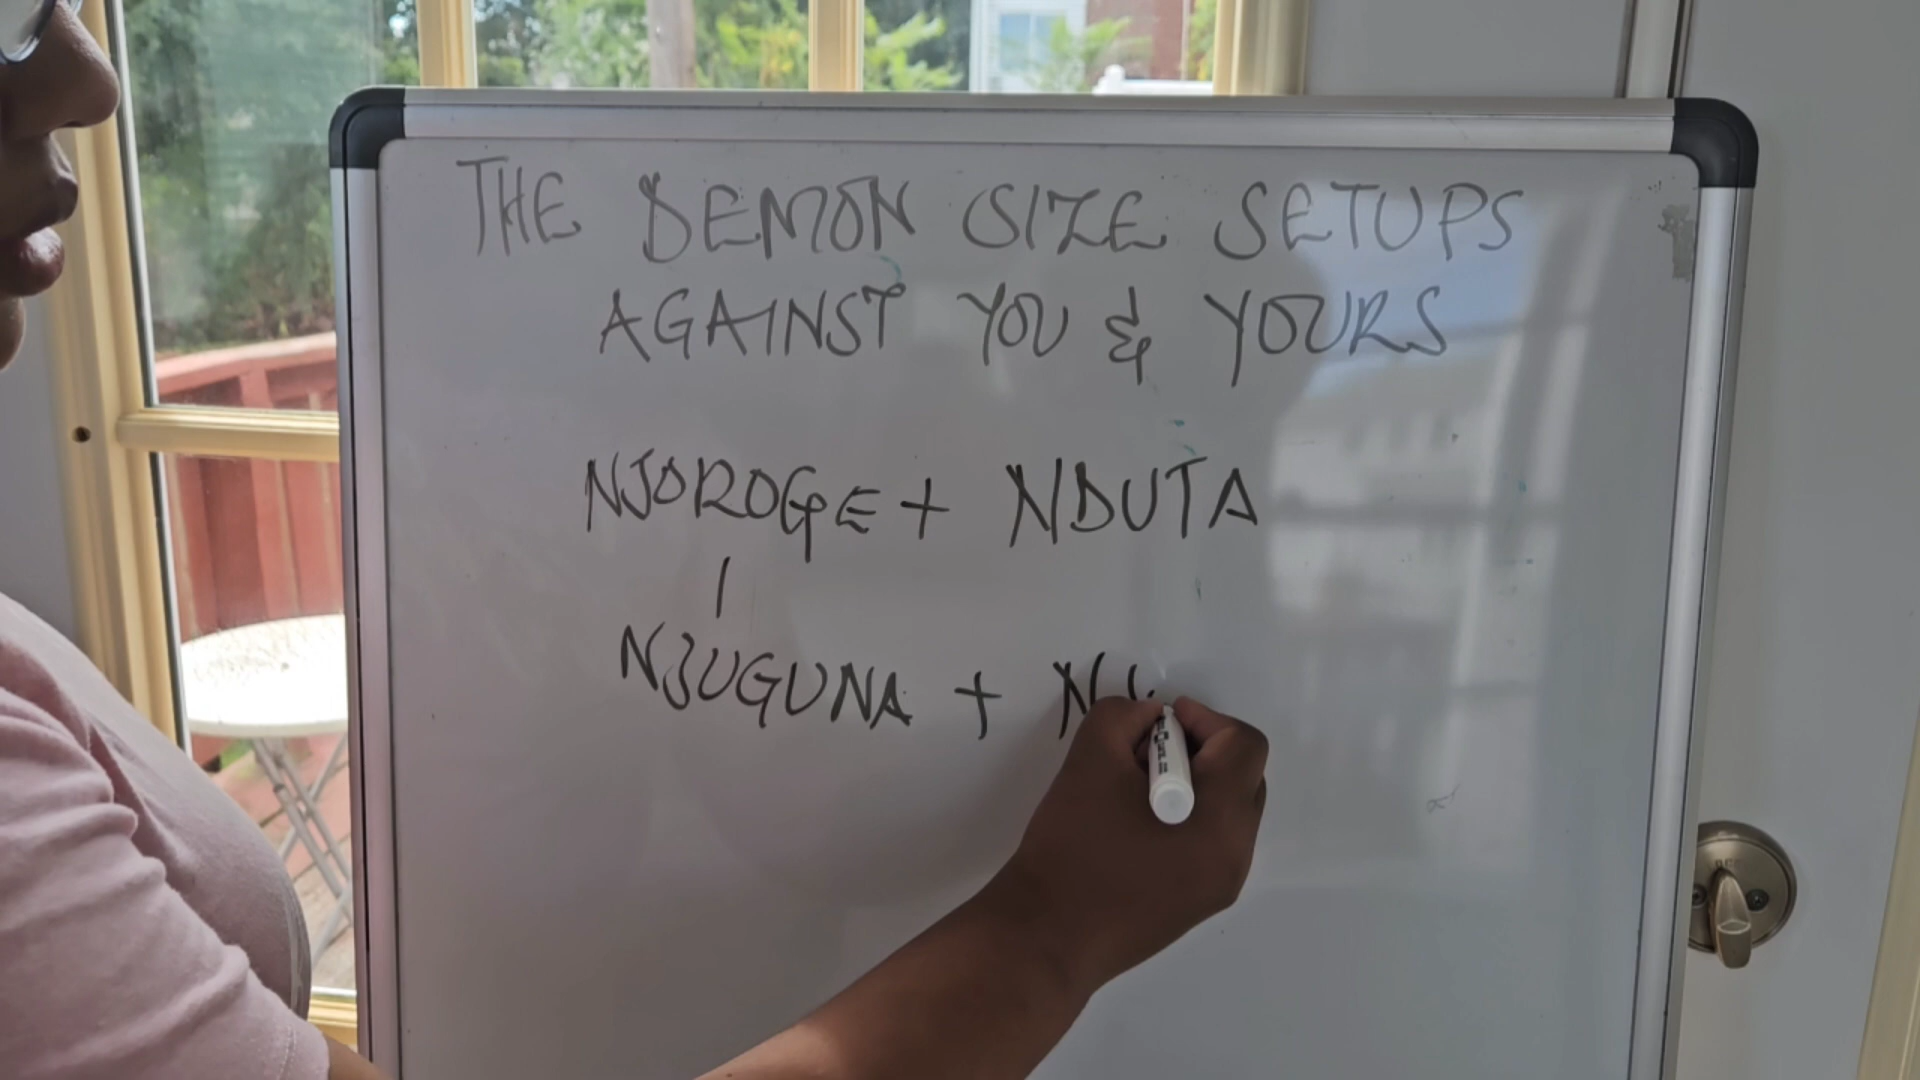 THE DEMON SIZE SETUPS
AGAINST YOU & YOURS
NJOROGE + NDUTA
NJUGUNA +